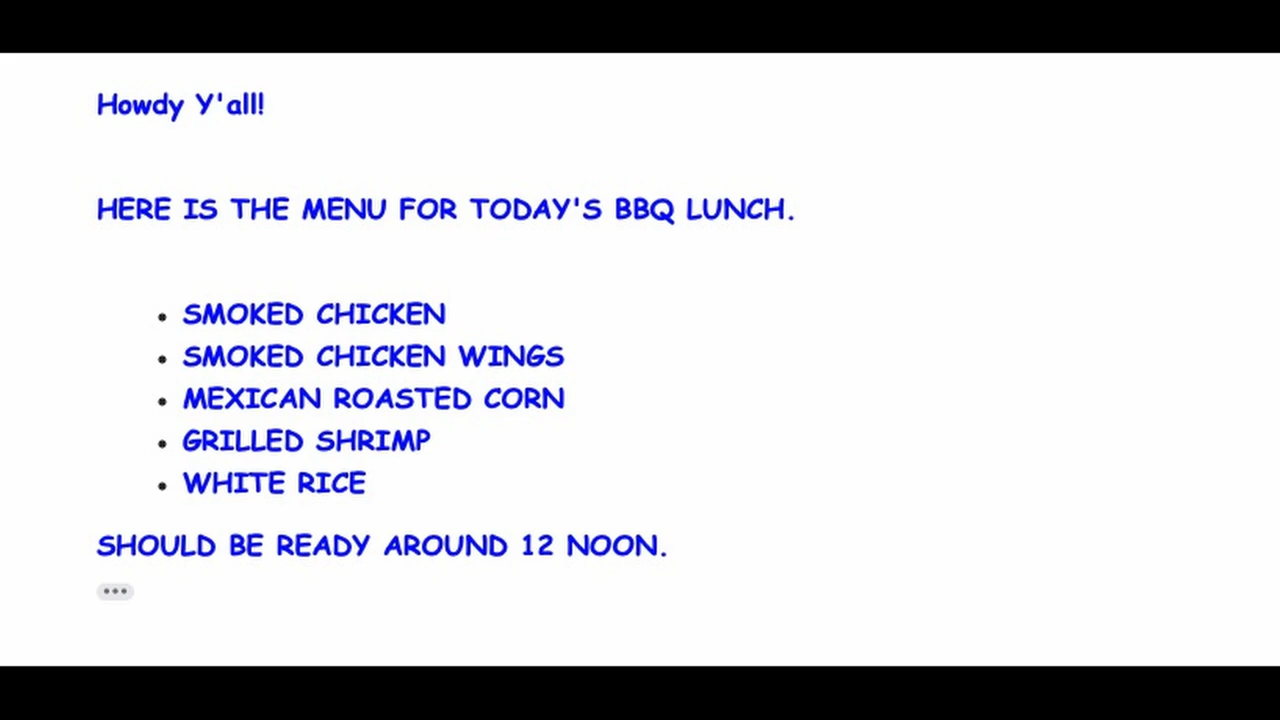 Howdy Y'all!
HERE IS THE MENU FOR TODAY'S BBQ LUNCH.
• SMOKED CHICKEN
• SMOKED CHICKEN WINGS
• MEXICAN ROASTED CORN
• GRILLED SHRIMP
• WHITE RICE
SHOULD BE READY AROUND 12 NOON.